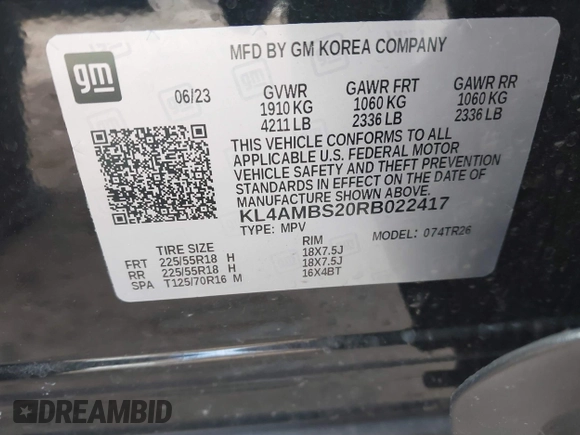 gm
MFD BY GM KOREA COMPANY
06/23 GVWR GAWR FRT GAWR RR
1910 KG 1060 KG 1060 KG
4211 LB 2336 LB 2336 LB
THIS VEHICLE CONFORMS TO ALL
APPLICABLE U.S. FEDERAL MOTOR
VEHICLE SAFETY AND THEFT PREVENTION
STANDARDS IN EFFECT ON THE DATE OF
MANUFACTURE SHOWN ABOVE.
KL4AMBS20RB022417
TYPE: MPV MODEL: 074TR26
TIRE SIZE RIM
FRT 225/55R18 H 18X7.5J
RR 225/55R18 H 18X7.5J
SPA T125/70R16 M 16X4BT
DREAMBID